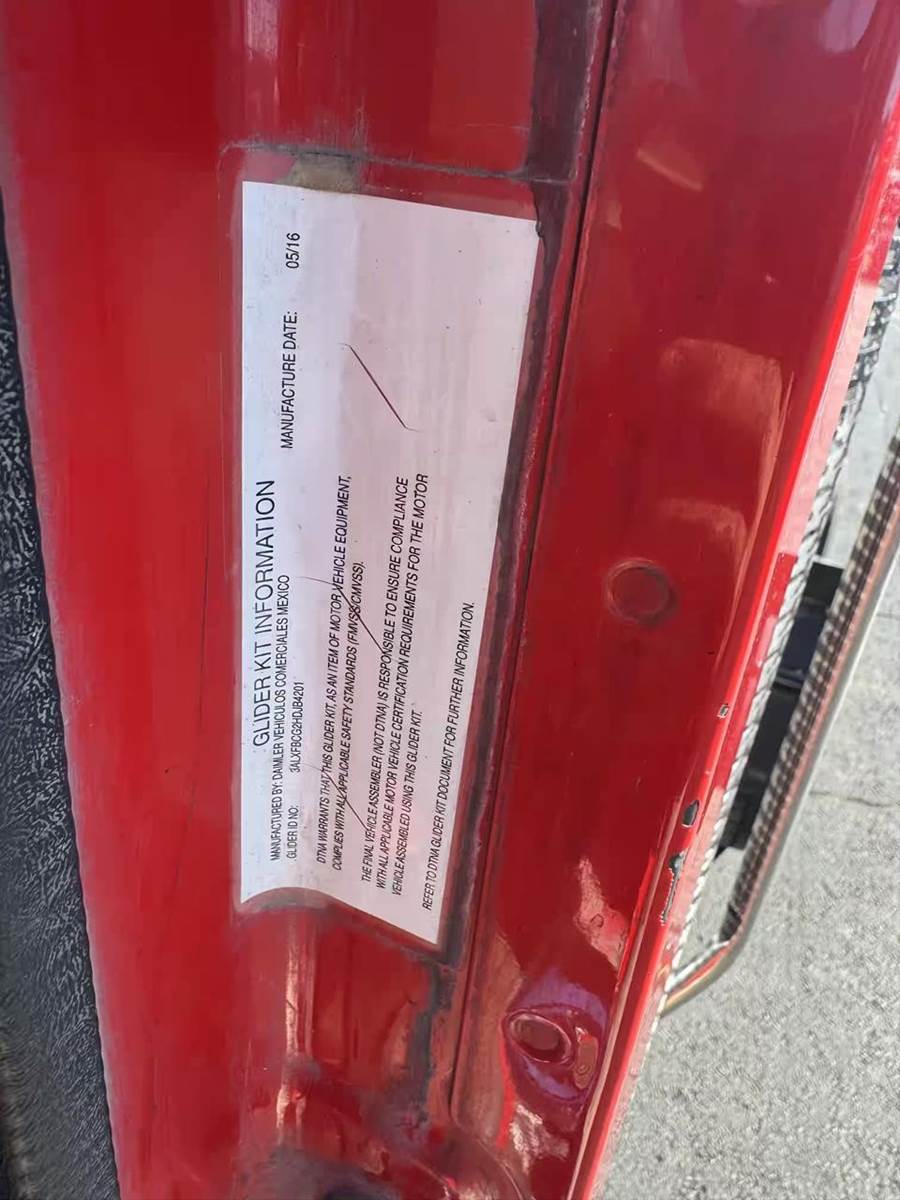 GLIDER KIT INFORMATION
MANUFACTURED BY: DAIMLER VEHICULOS COMERCIALES MEXICO
GLIDER ID NO: 3ALXFBCG2HDJB4201 MANUFACTURE DATE: 05/16
DTNA WARRANTS THAT THIS GLIDER KIT, AS AN ITEM OF MOTOR VEHICLE EQUIPMENT,
COMPLIES WITH ALL APPLICABLE SAFETY STANDARDS (FMVSS/CMVSS).
THE FINAL VEHICLE ASSEMBLER (NOT DTNA) IS RESPONSIBLE TO ENSURE COMPLIANCE
WITH ALL APPLICABLE MOTOR VEHICLE CERTIFICATION REQUIREMENTS FOR THE MOTOR
VEHICLE ASSEMBLED USING THIS GLIDER KIT.
REFER TO DTNA GLIDER KIT DOCUMENT FOR FURTHER INFORMATION.